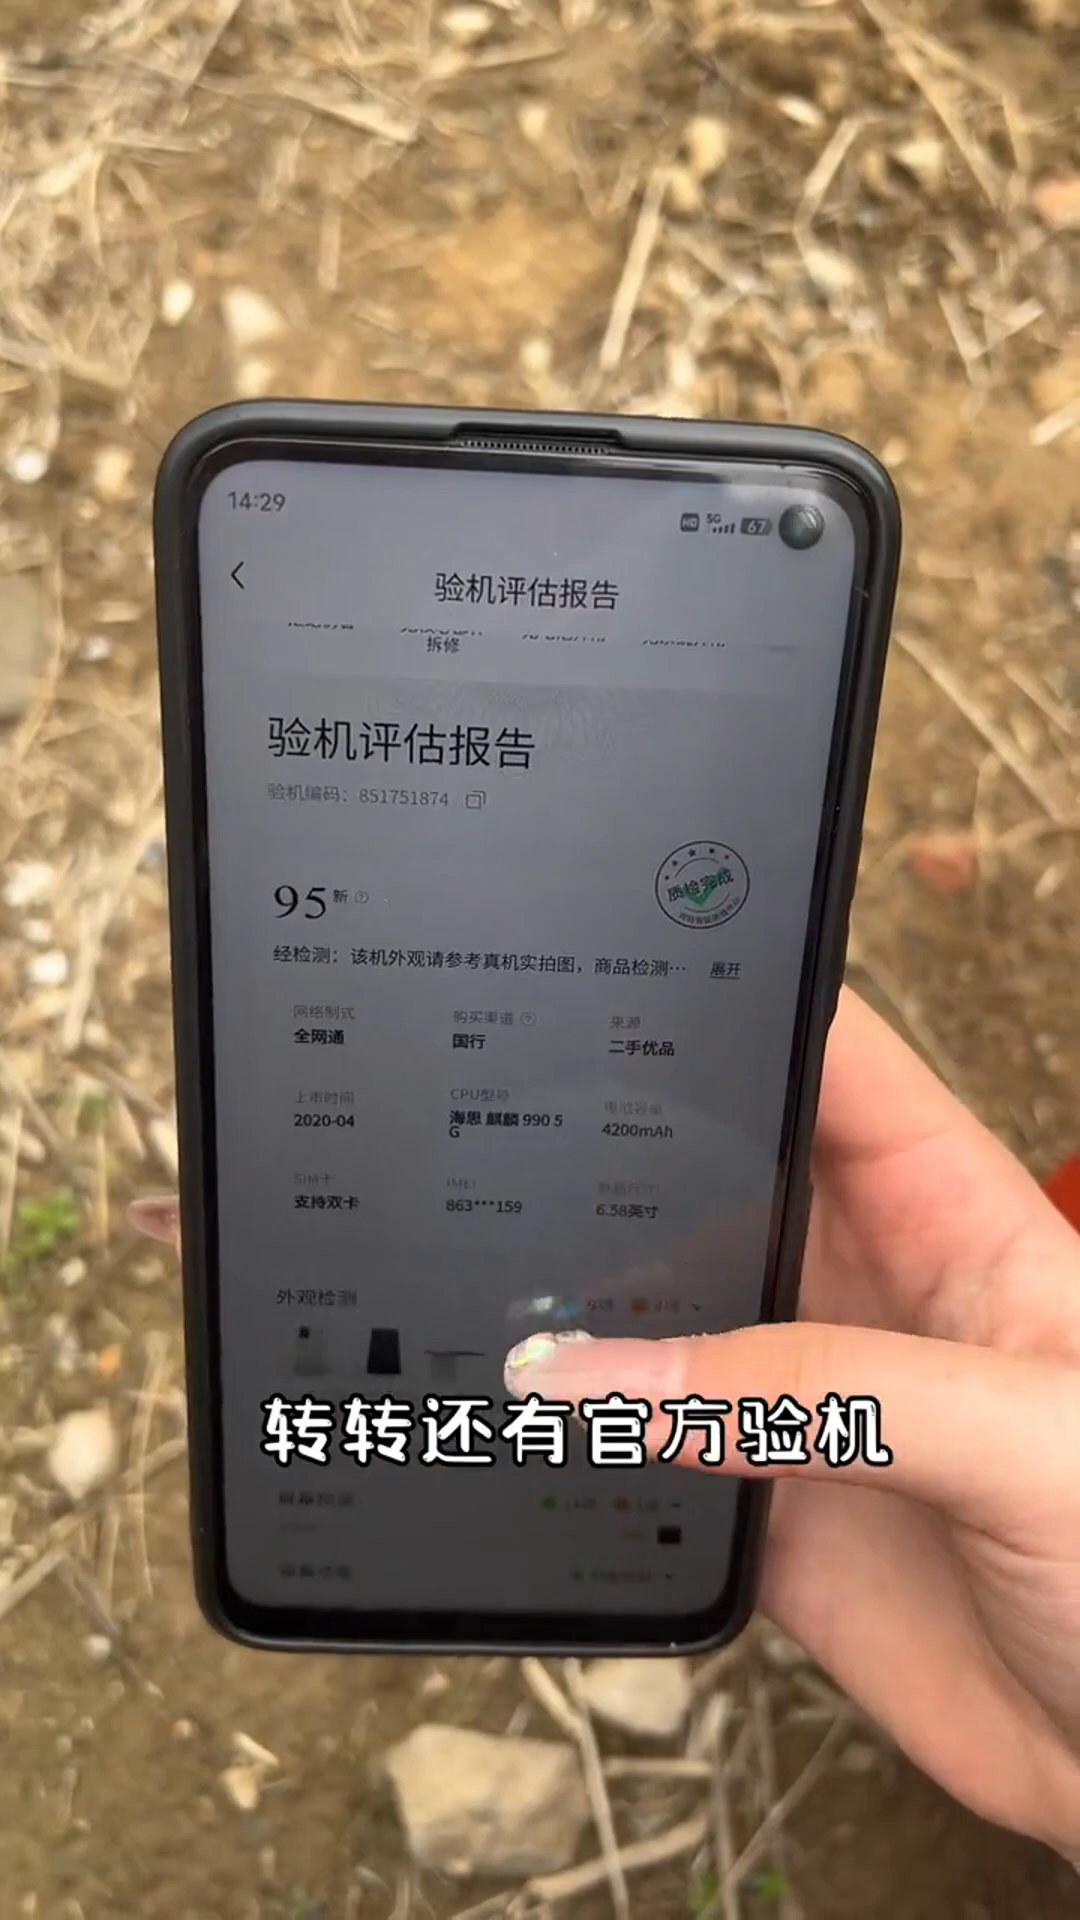 14:29
HD 5G 67
验机评估报告
拆修
验机评估报告
验机编码：851751874
质检完成
95新
经检测：该机外观请参考真机实拍图，商品检测… 展开
网络制式 购买渠道 来源
全网通 国行 二手优品
上市时间 CPU型号 电池容量
2020-04 海思 麒麟 990 5G 4200mAh
SIM卡 IMEI
支持双卡 863***159 6.58英寸
外观检测
转转还有官方验机